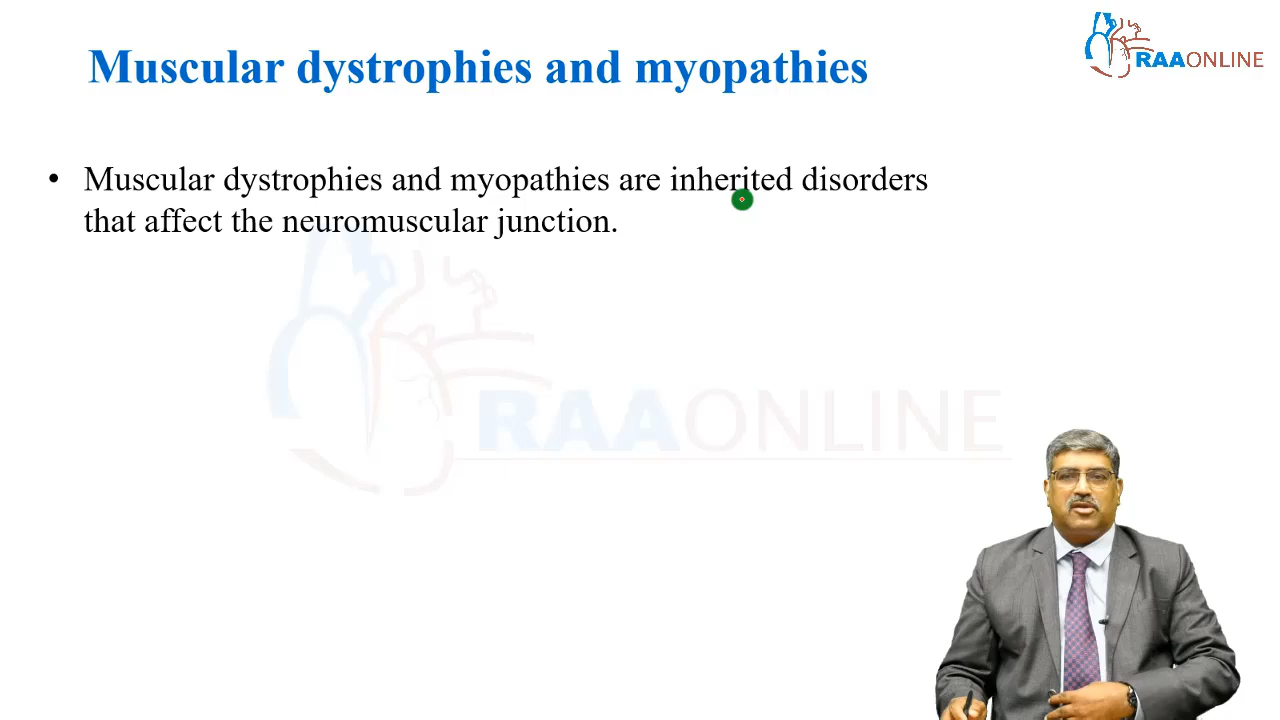 Muscular dystrophies and myopathies
RAAONLINE
• Muscular dystrophies and myopathies are inherited disorders
that affect the neuromuscular junction.
RAAONLINE